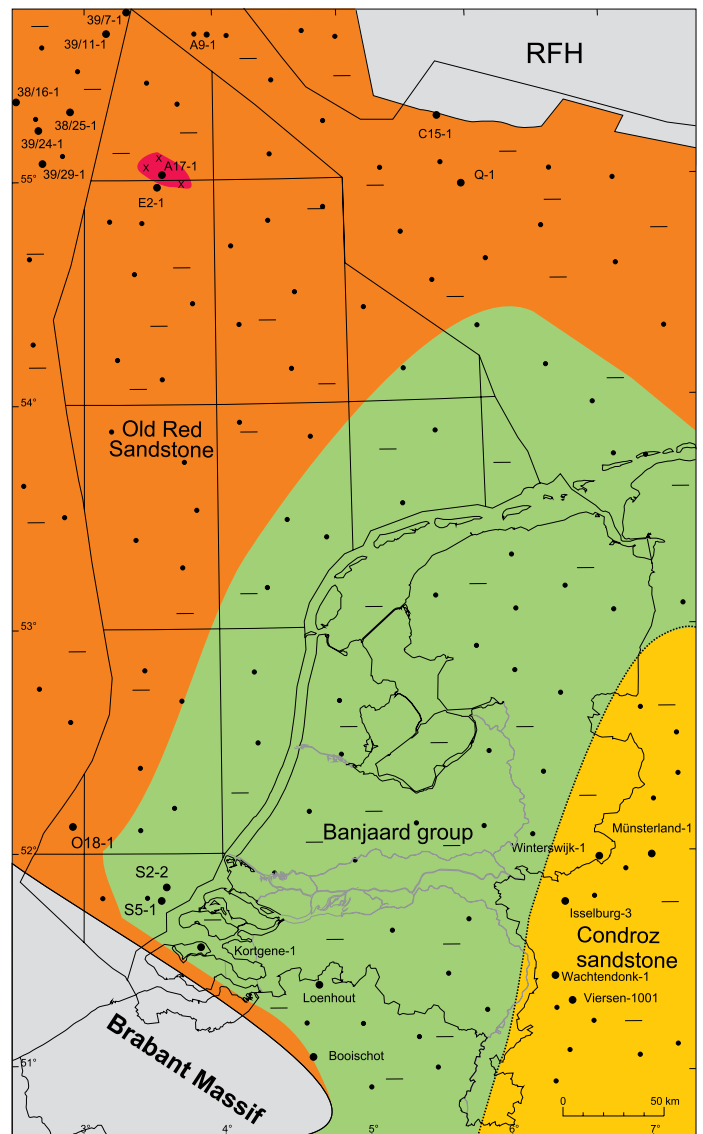 39/7-1
39/11-1
A9-1
RFH
38/16-1
38/25-1
C15-1
39/24-1
39/29-1
A17-1
Q-1
55°
E2-1
54°
Old Red
Sandstone
53°
O18-1
Banjaard group
Münsterland-1
Winterswijk-1
52°
S2-2
S5-1
Isselburg-3
Condroz
sandstone
Kortgene-1
Wachtendonk-1
Loenhout
Viersen-1001
Brabant Massif
Booischot
51°
0 50 km
3° 4° 5° 6° 7°